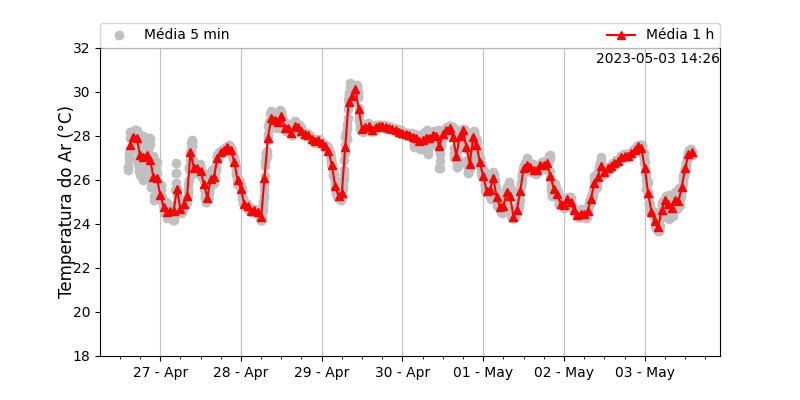 Média 5 min
Média 1 h
2023-05-03 14:26
Temperatura do Ar (°C)
32
30
28
26
24
22
20
18
27 - Apr
28 - Apr
29 - Apr
30 - Apr
01 - May
02 - May
03 - May